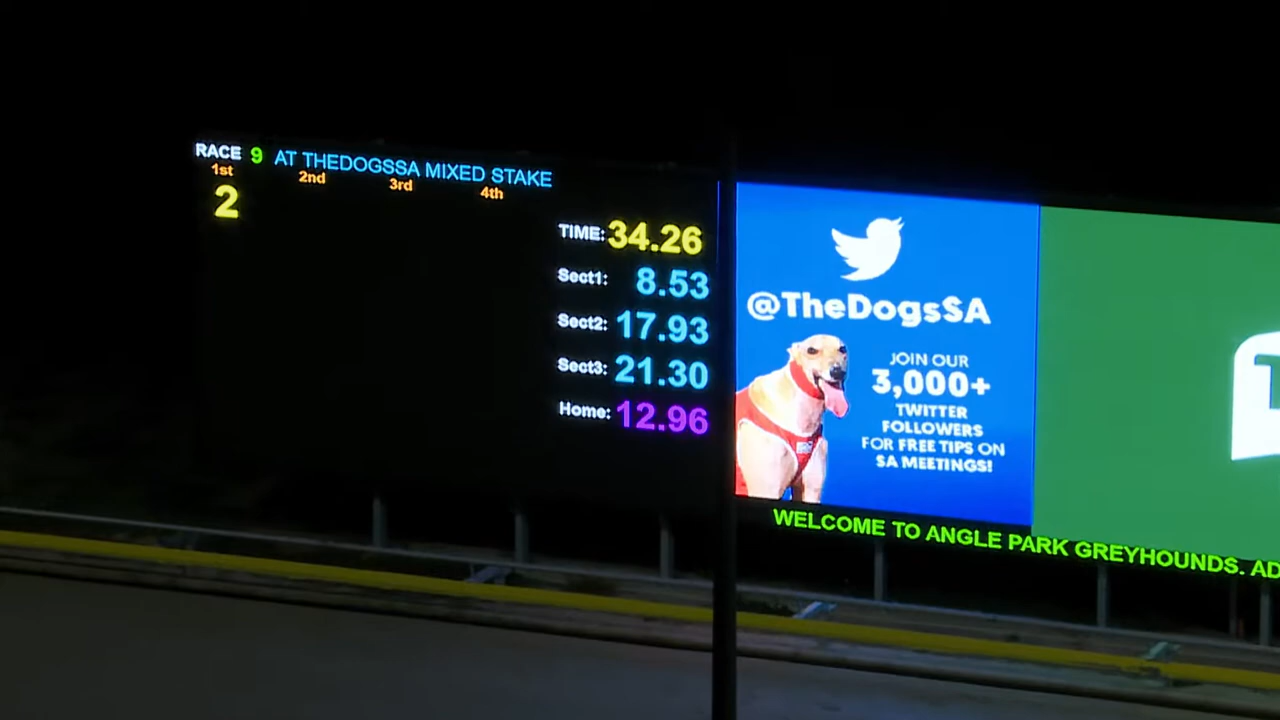 RACE 9 AT THEDOGSSA MIXED STAKE
1st 2nd 3rd 4th
2
TIME: 34.26
Sect1: 8.53
Sect2: 17.93
Sect3: 21.30
Home: 12.96
@TheDogsSA
JOIN OUR
3,000+
TWITTER
FOLLOWERS
FOR FREE TIPS ON
SA MEETINGS!
WELCOME TO ANGLE PARK GREYHOUNDS. AD